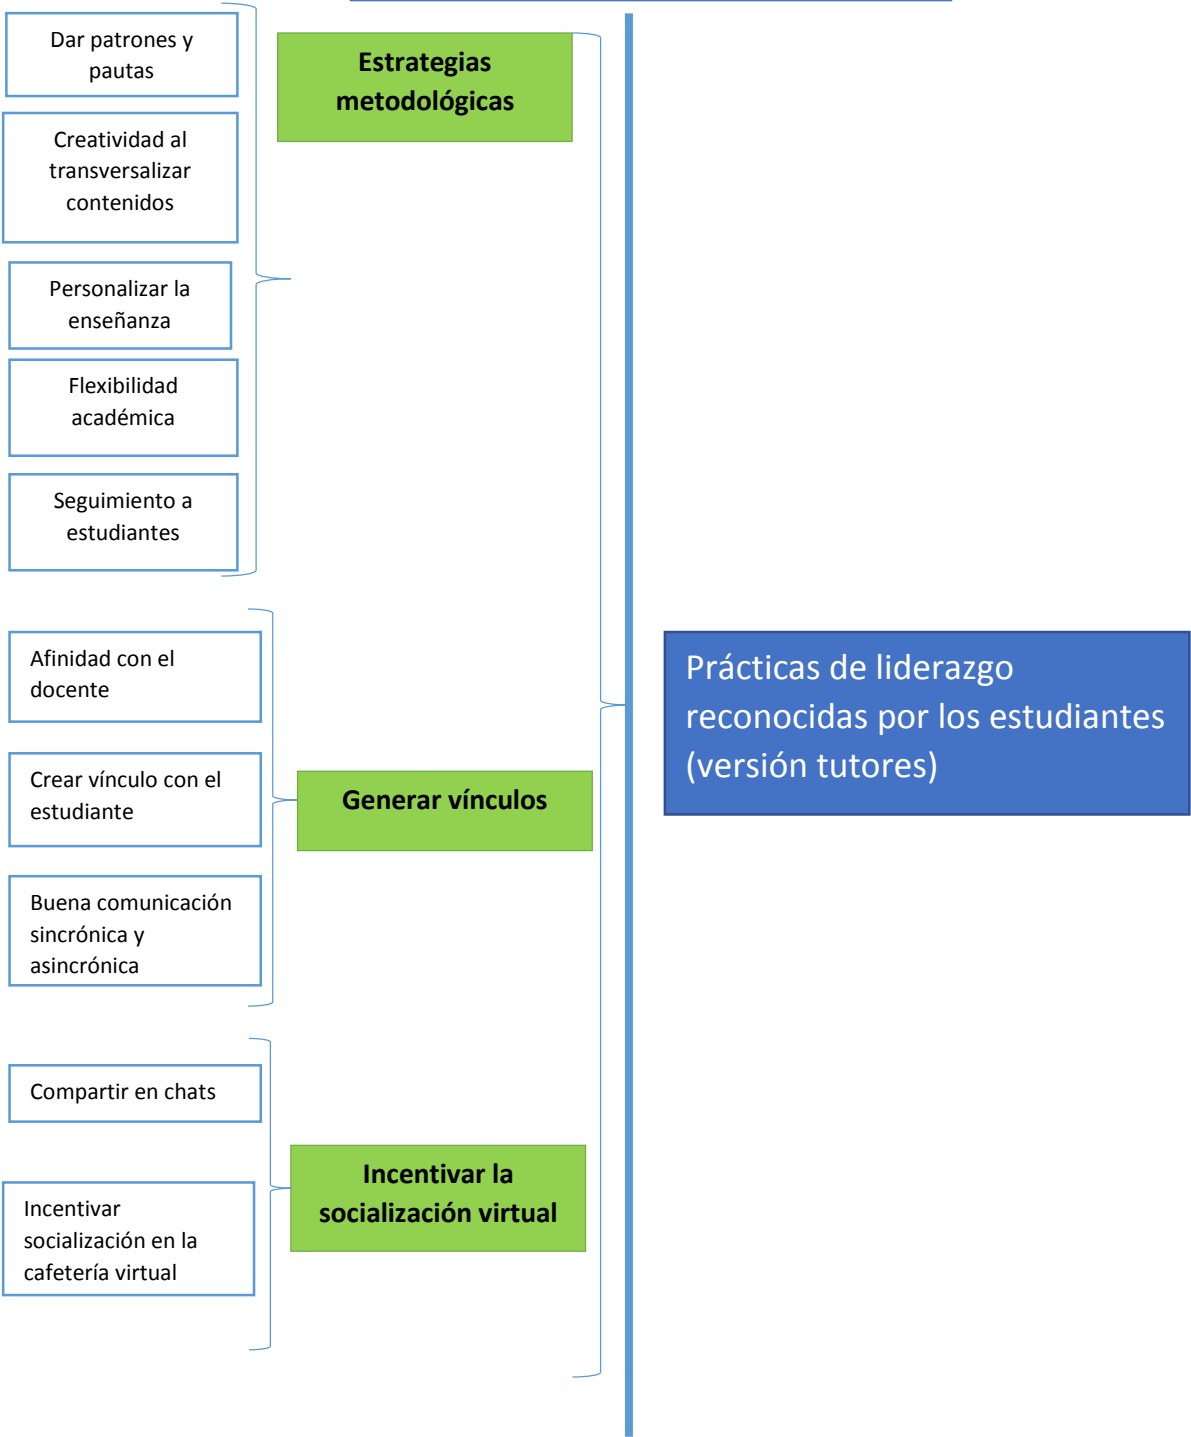 Dar patrones y
pautas
Creatividad al
transversalizar
contenidos
Personalizar la
enseñanza
Flexibilidad
académica
Seguimiento a
estudiantes
Estrategias
metodológicas
Afinidad con el
docente
Crear vínculo con el
estudiante
Buena comunicación
sincrónica y
asincrónica
Generar vínculos
Compartir en chats
Incentivar
socialización en la
cafetería virtual
Incentivar la
socialización virtual
Prácticas de liderazgo
reconocidas por los estudiantes
(versión tutores)